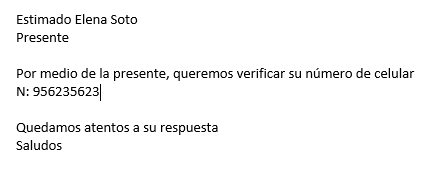 Estimado Elena Soto
Presente
Por medio de la presente, queremos verificar su número de celular
N: 956235623
Quedamos atentos a su respuesta
Saludos